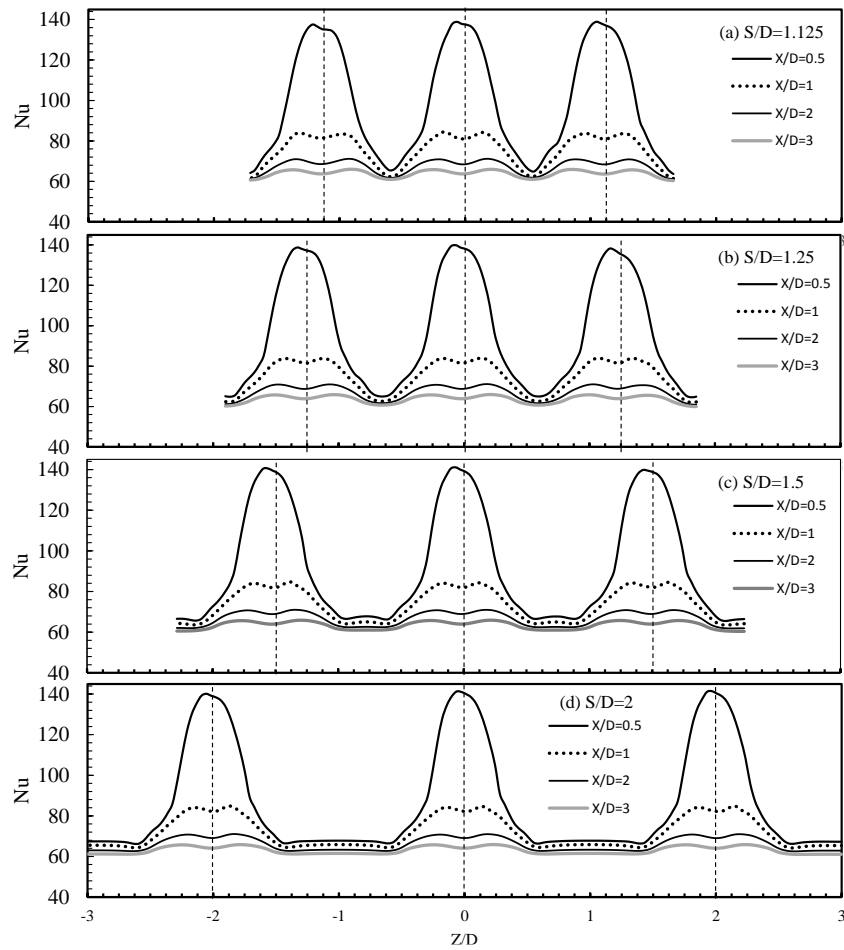 140
120
100
80
60
40
Nu
(a) S/D=1.125
X/D=0.5
X/D=1
X/D=2
X/D=3
140
120
100
80
60
40
Nu
(b) S/D=1.25
X/D=0.5
X/D=1
X/D=2
X/D=3
140
120
100
80
60
40
Nu
(c) S/D=1.5
X/D=0.5
X/D=1
X/D=2
X/D=3
140
120
100
80
60
40
Nu
(d) S/D=2
X/D=0.5
X/D=1
X/D=2
X/D=3
-3 -2 -1 0 1 2 3
Z/D